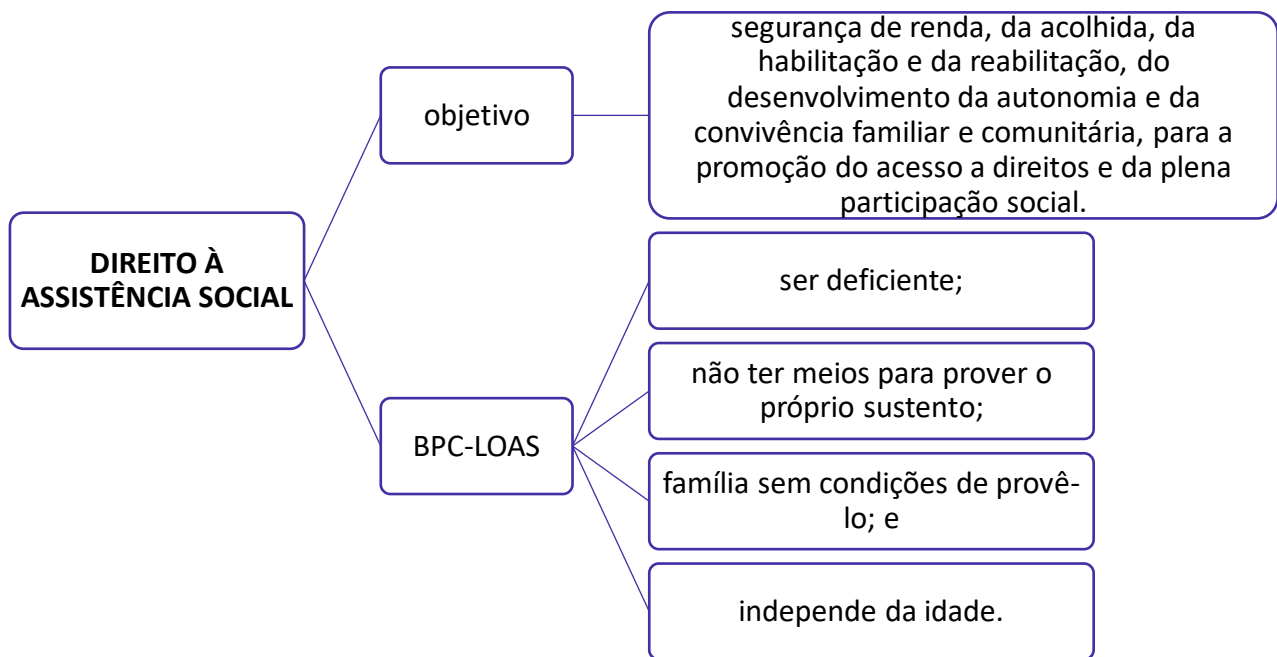 DIREITO À
ASSISTÊNCIA SOCIAL
objetivo
segurança de renda, da acolhida, da
habilitação e da reabilitação, do
desenvolvimento da autonomia e da
convivência familiar e comunitária, para a
promoção do acesso a direitos e da plena
participação social.
BPC-LOAS
ser deficiente;
não ter meios para prover o
próprio sustento;
família sem condições de provê-
lo; e
independe da idade.